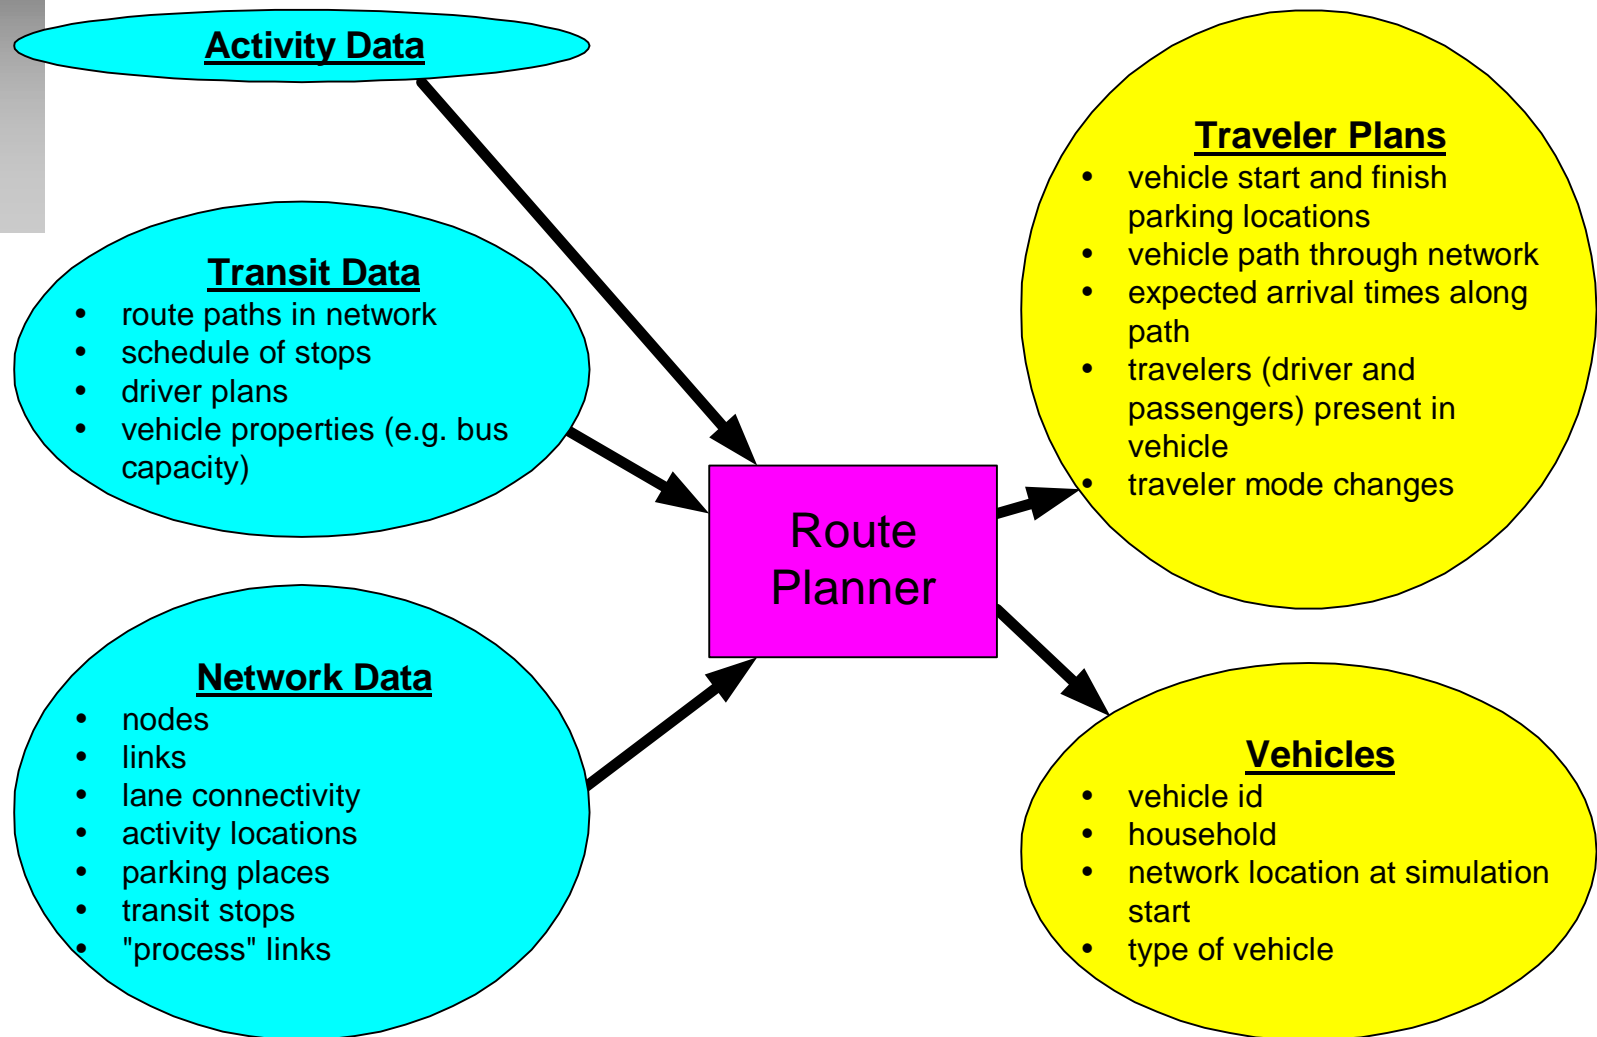 Activity Data
Transit Data
• route paths in network
• schedule of stops
• driver plans
• vehicle properties (e.g. bus
capacity)
Network Data
• nodes
• links
• lane connectivity
• activity locations
• parking places
• transit stops
• "process" links
Route
Planner
Traveler Plans
• vehicle start and finish
parking locations
• vehicle path through network
• expected arrival times along
path
• travelers (driver and
passengers) present in
vehicle
• traveler mode changes
Vehicles
• vehicle id
• household
• network location at simulation
start
• type of vehicle